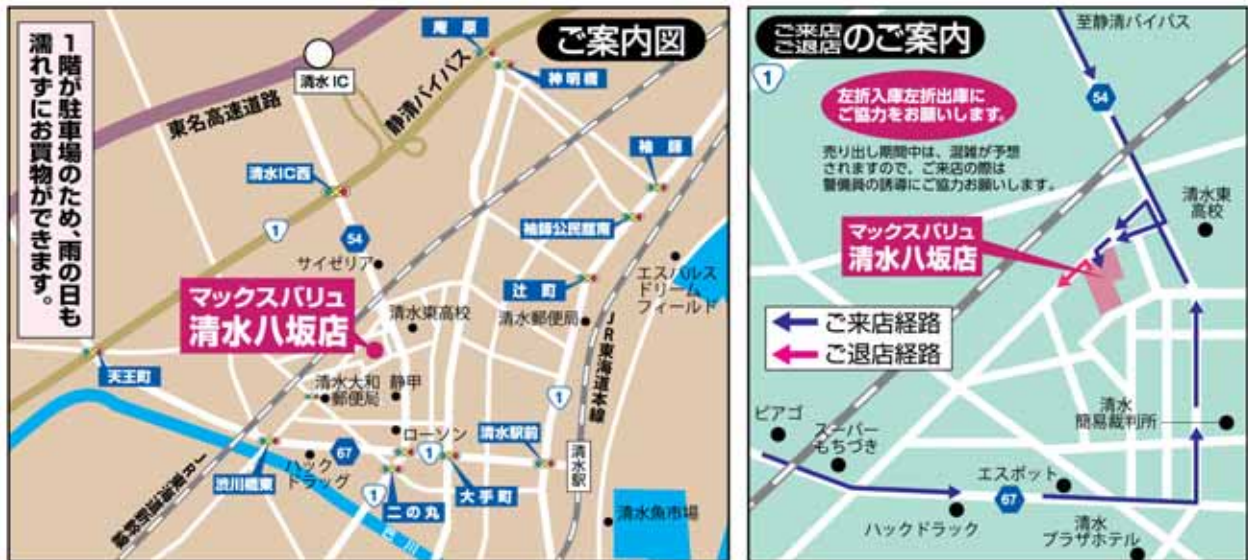 1階が駐車場のため、雨の日も
濡れずにお買物ができます。
ご案内図
庵原
神明橋
清水IC
東名高速道路
静清バイパス
袖師
清水IC西
1
54
袖師公民館南
サイゼリア
エスパルス
ドリーム
フィールド
辻町
マックスバリュ
清水八坂店
清水東高校
清水郵便局
JR東海道本線
天王町
清水大和
郵便局
静甲
1
ローソン
清水駅前
67
1
ハック
ドラッグ
渋川橋東
清水駅
大手町
1
二の丸
JR東海道新幹線
川
清水魚市場
ご来店
ご退店
のご案内
至静清バイパス
1
54
左折入庫左折出庫に
ご協力をお願いします。
売り出し期間中は、混雑が予想
されますので、ご来店の際は
警備員の誘導にご協力お願いします。
清水東
高校
マックスバリュ
清水八坂店
ご来店経路
ご退店経路
ピアゴ
スーパー
もちづき
清水
簡易裁判所
エスポット
67
ハックドラック
清水
プラザホテル